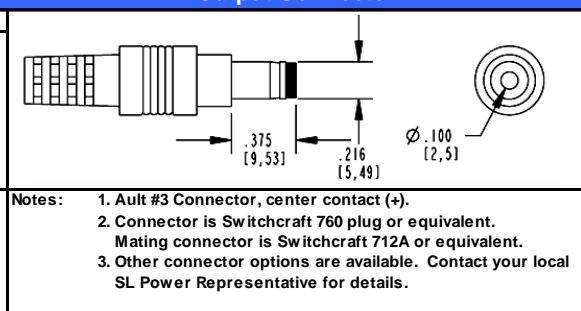 .375
[9,53]
.216
[5,49]
Ø .100
[2,5]
Notes: 1. Ault #3 Connector, center contact (+).
2. Connector is Switchcraft 760 plug or equivalent.
Mating connector is Switchcraft 712A or equivalent.
3. Other connector options are available. Contact your local
SL Power Representative for details.